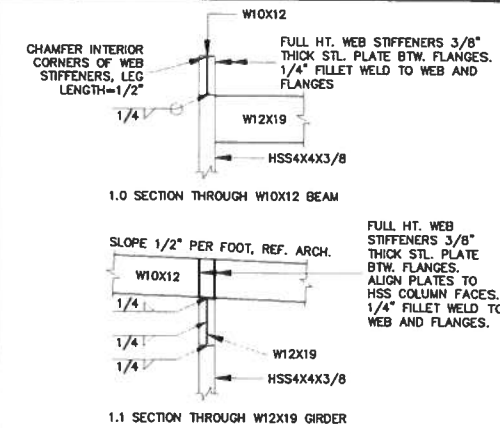 W10X12
CHAMFER INTERIOR
CORNERS OF WEB
STIFFENERS, LEG
LENGTH=1/2"
FULL HT. WEB STIFFENERS 3/8"
THICK STL. PLATE BTW. FLANGES.
1/4" FILLET WELD TO WEB AND
FLANGES
1/4
W12X19
HSS4X4X3/8
1.0 SECTION THROUGH W10X12 BEAM
SLOPE 1/2" PER FOOT, REF. ARCH.
FULL HT. WEB
STIFFENERS 3/8"
THICK STL. PLATE
BTW. FLANGES.
ALIGN PLATES TO
HSS COLUMN FACES.
1/4" FILLET WELD TO
WEB AND FLANGES.
W10X12
1/4
1/4
1/4
W12X19
HSS4X4X3/8
1.1 SECTION THROUGH W12X19 GIRDER